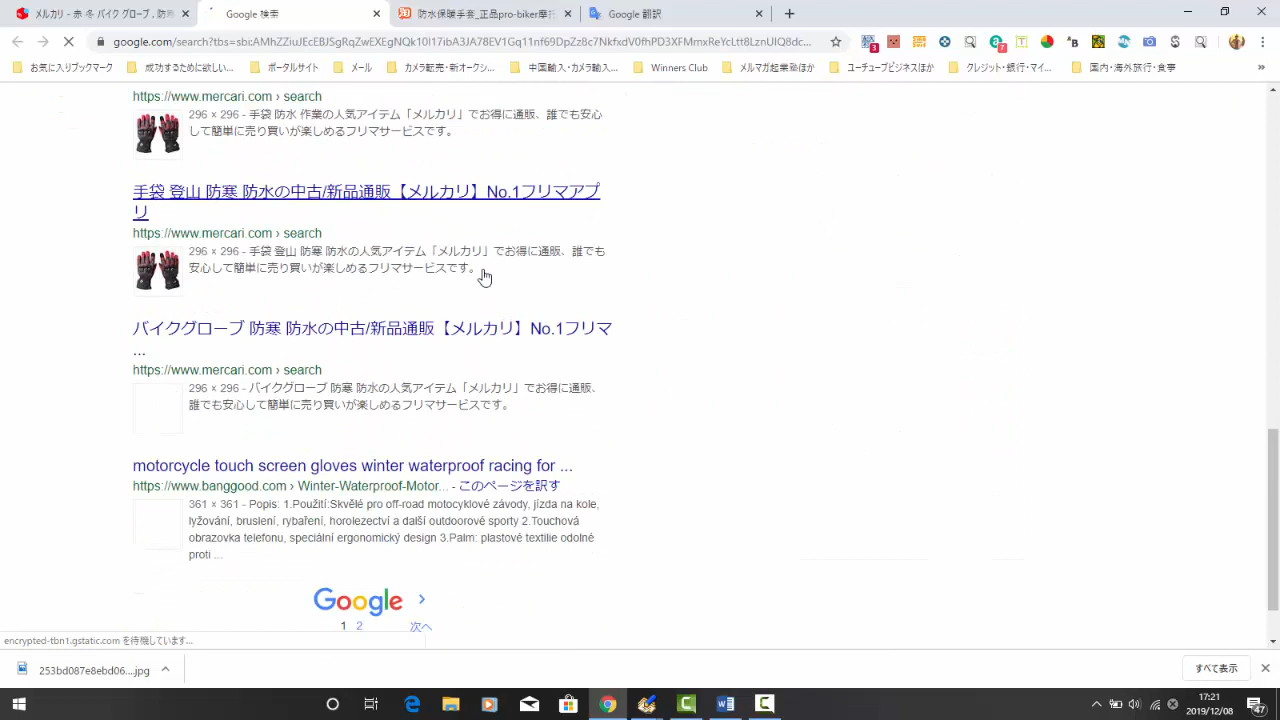 メルカリ - 赤 冬 バイク グローブ . 防寒
Google 検索
防水保暖手套_正品pro-biker摩托
Google 翻訳
google.com/search?tbs=sbi:
お気に入りブックマーク
成功するために欲しい...
ポータルサイト
メール
カメラ転売・新オークシ...
中国輸入・カメラ輸入...
Winners Club
メルマガ起業塾ほか
ユーチューブビジネスほか
クレジット・銀行・マイ...
国内・海外旅行・食事
https://www.mercari.com › search
296 × 296 - 手袋 防水 作業の人気アイテム「メルカリ」でお得に通販、誰でも安心
して簡単に売り買いが楽しめるフリマサービスです。
手袋 登山 防寒 防水の中古/新品通販【メルカリ】No.1フリマアプ
リ
https://www.mercari.com › search
296 × 296 - 手袋 登山 防寒 防水の人気アイテム「メルカリ」でお得に通販、誰でも
安心して簡単に売り買いが楽しめるフリマサービスです。
バイクグローブ 防寒 防水の中古/新品通販【メルカリ】No.1フリマ
...
https://www.mercari.com › search
296 × 296 - バイクグローブ 防寒 防水の人気アイテム「メルカリ」でお得に通販、
誰でも安心して簡単に売り買いが楽しめるフリマサービスです。
motorcycle touch screen gloves winter waterproof racing for ...
https://www.banggood.com › Winter-Waterproof-Motor... - このページを訳す
361 × 361 - Popis: 1.Použití:Skvělé pro off-road motocyklové závody, jízda na kole,
lyžování, bruslení, rybaření, horolezectví a další outdoorové sporty 2.Touchová
obrazovka telefonu, speciální ergonomický design 3.Palm: plastové textilie odolné
proti ...
Google >
1 2 次へ
encrypted-tbn1.gstatic.com を待機しています...
253bd087e8ebd06....jpg
すべて表示
17:21
2019/12/08
47